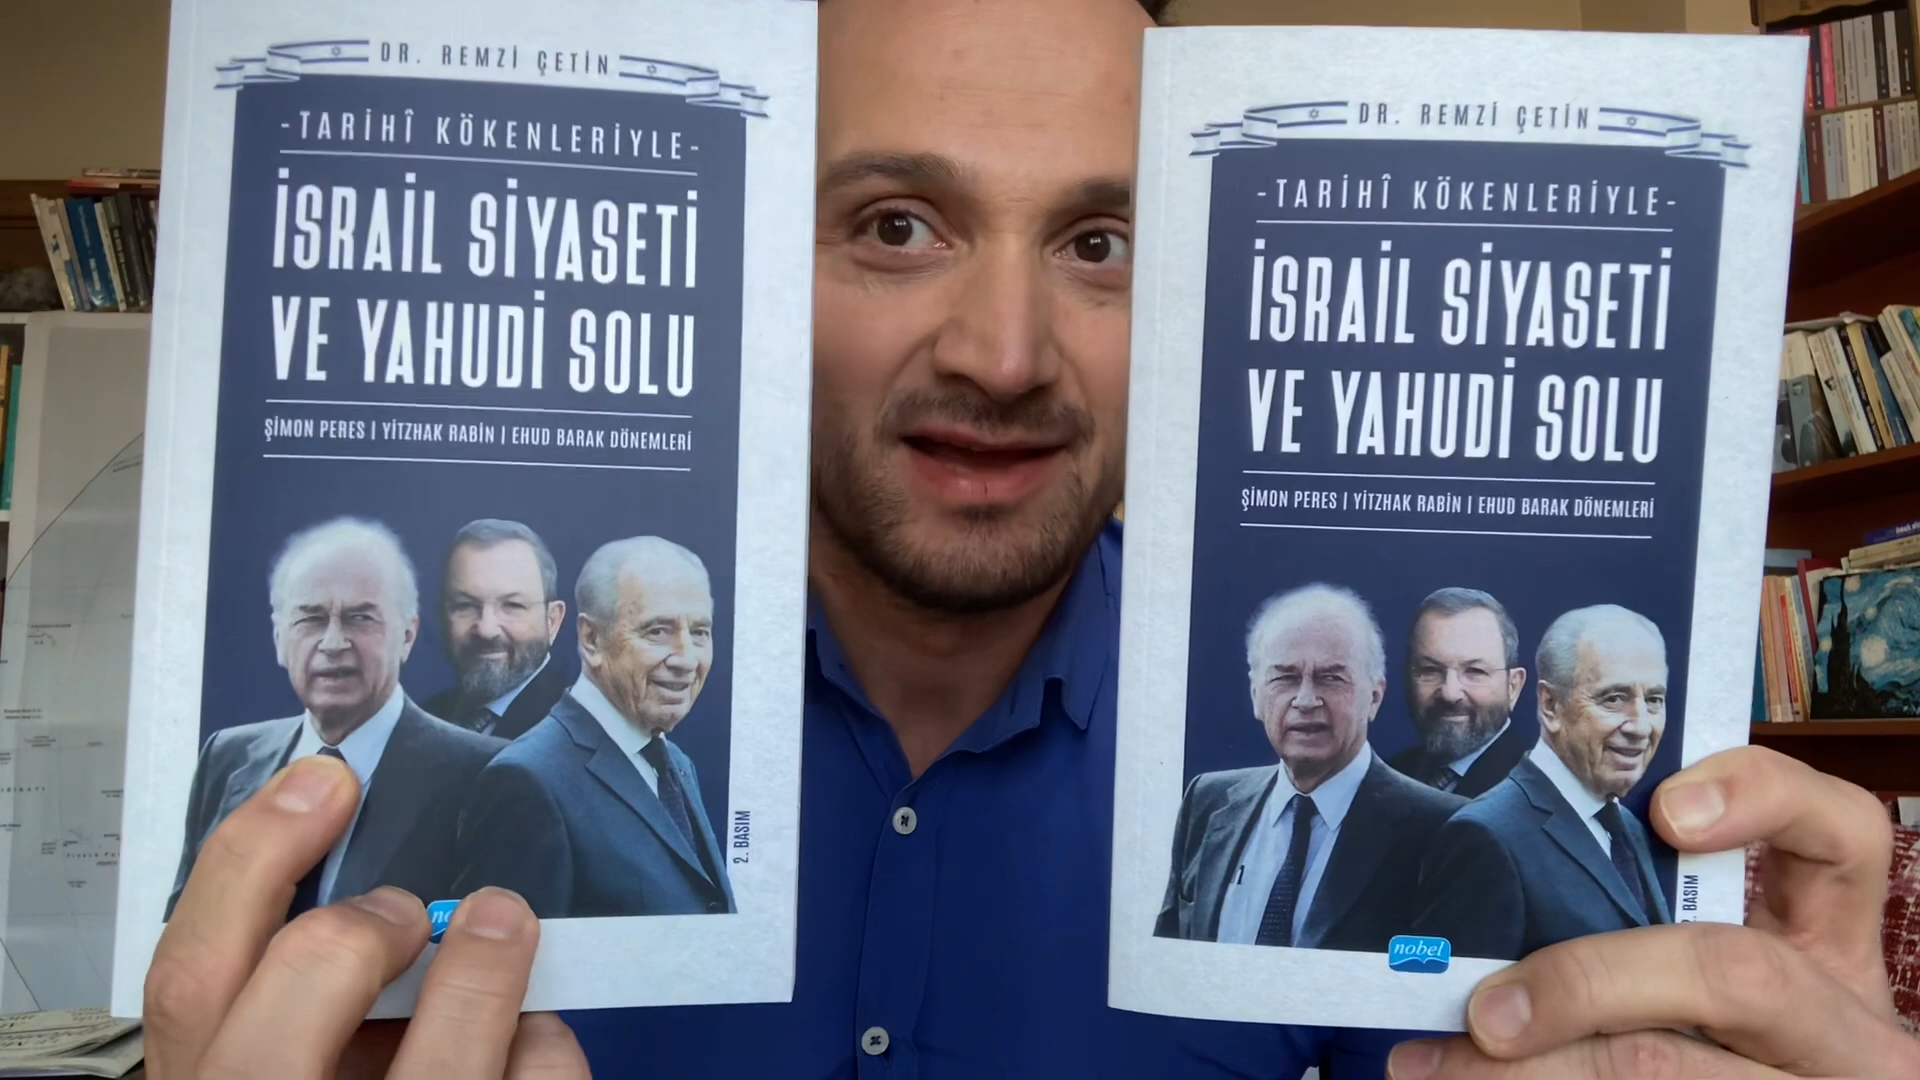 DR. REMZİ ÇETİN
-TARİHÎ KÖKENLERİYLE-
İSRAİL SİYASETİ
VE YAHUDİ SOLU
ŞİMON PERES | YİTZHAK RABİN | EHUD BARAK DÖNEMLERİ
2. BASIM
DR. REMZİ ÇETİN
-TARİHÎ KÖKENLERİYLE-
İSRAİL SİYASETİ
VE YAHUDİ SOLU
ŞİMON PERES | YİTZHAK RABİN | EHUD BARAK DÖNEMLERİ
BASIM
nobel